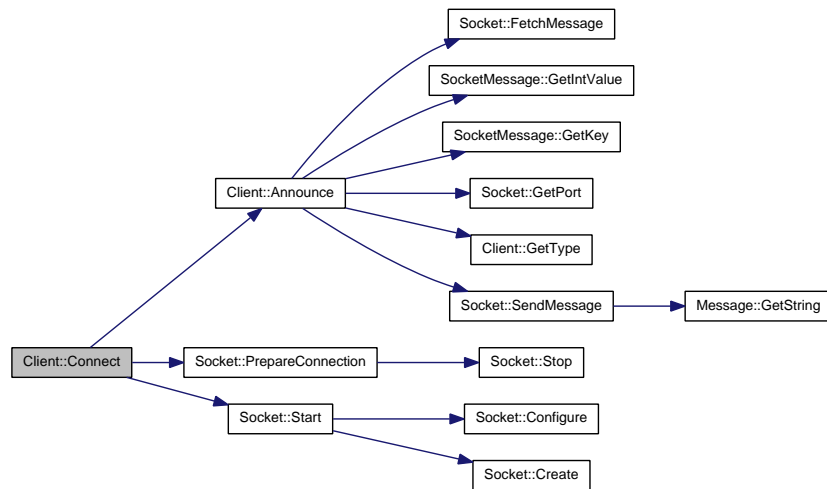 Socket::FetchMessage
SocketMessage::GetIntValue
SocketMessage::GetKey
Client::Announce
Socket::GetPort
Client::GetType
Socket::SendMessage
Message::GetString
Client::Connect
Socket::PrepareConnection
Socket::Stop
Socket::Start
Socket::Configure
Socket::Create